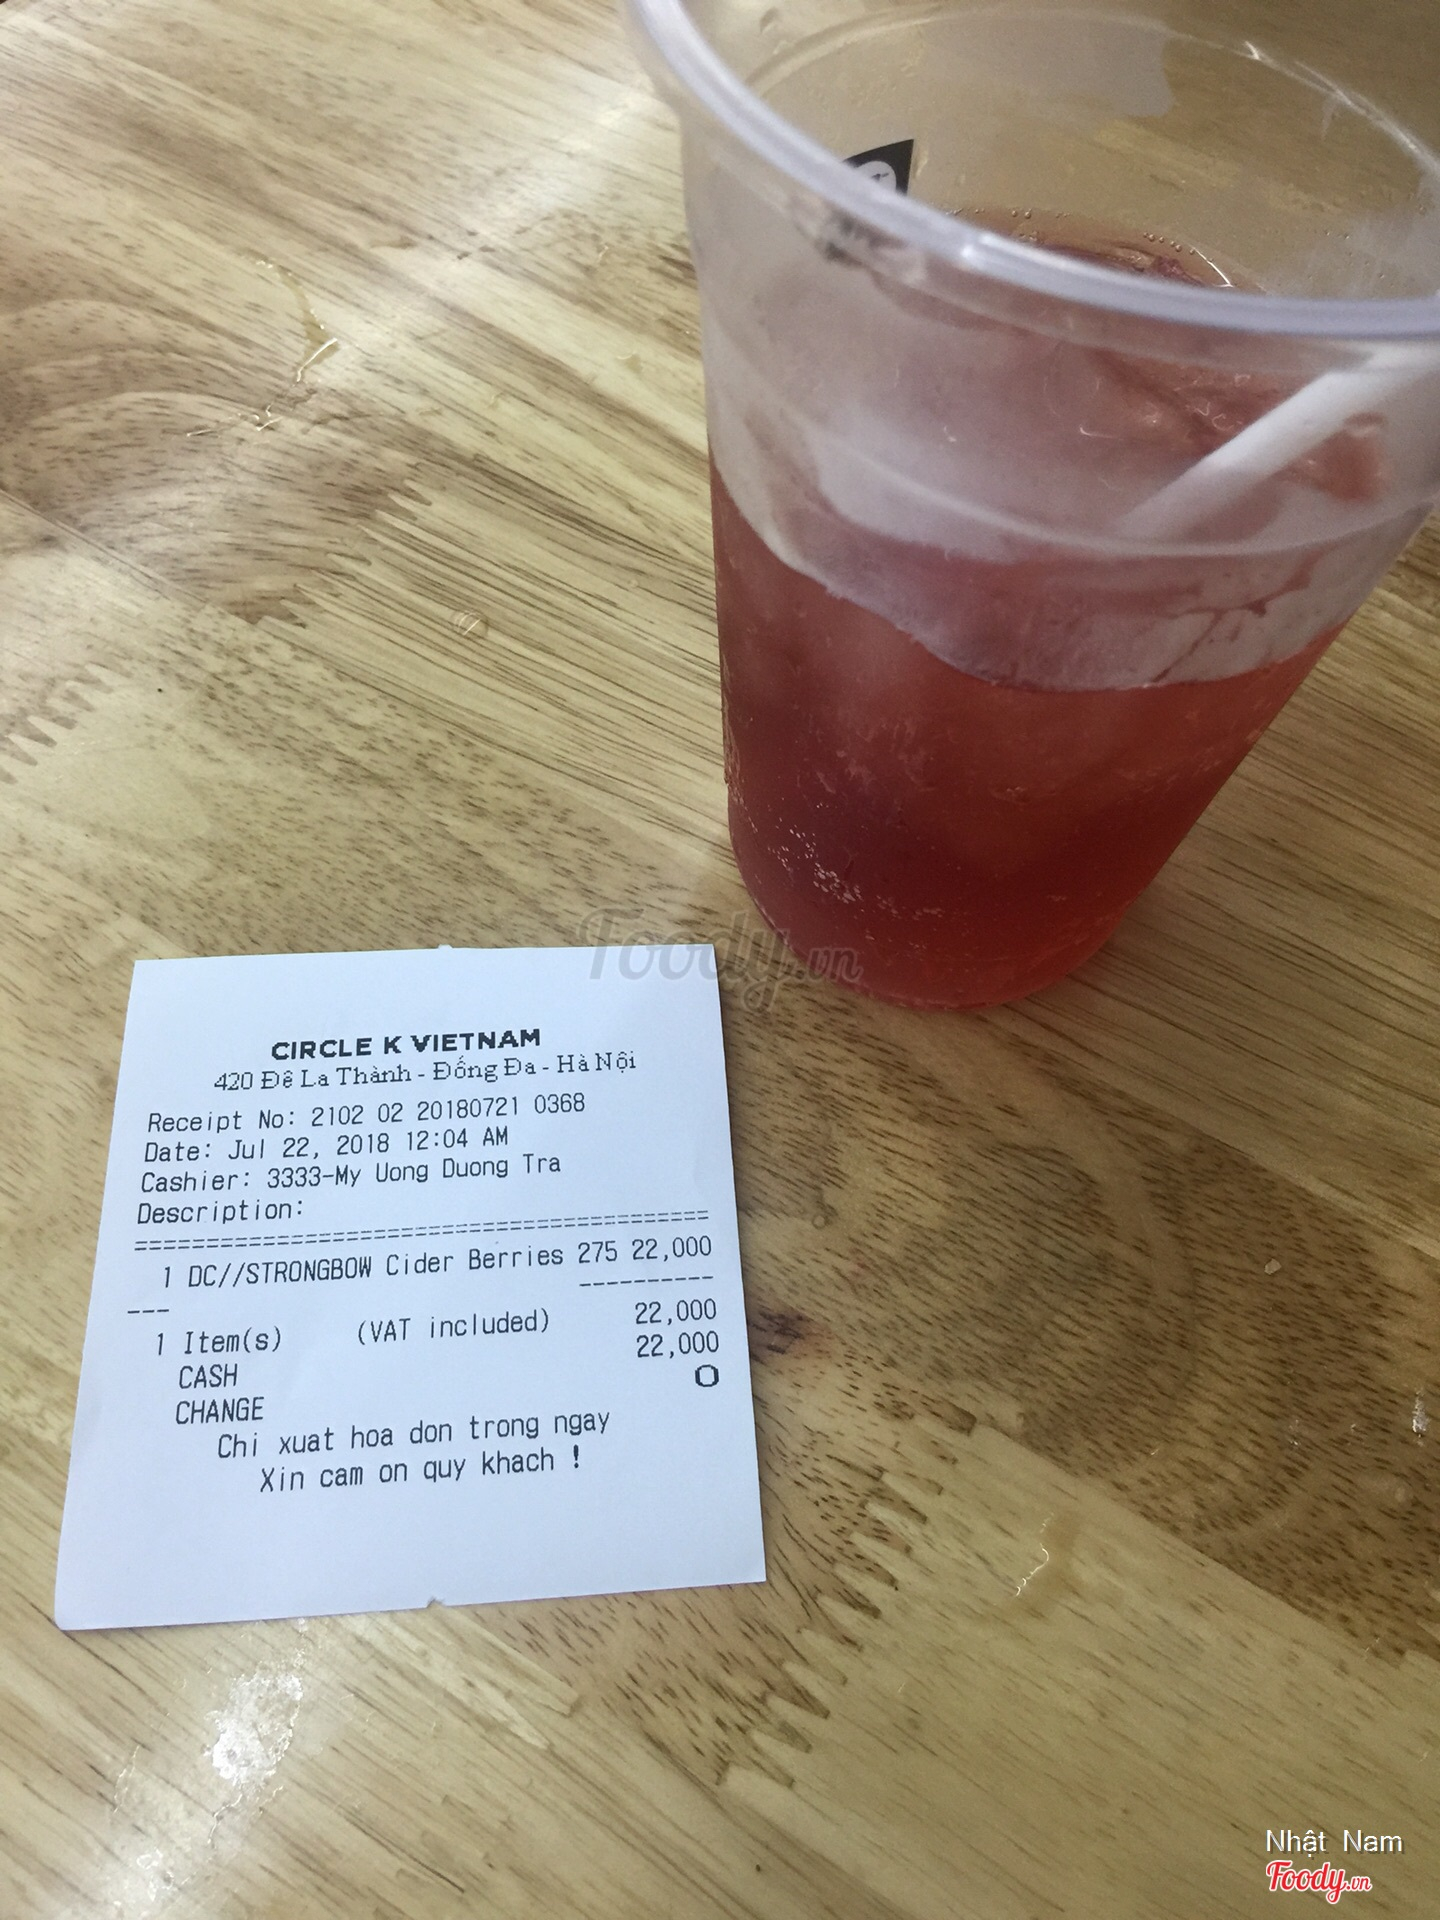 Foody.vn
CIRCLE K VIETNAM
420 Đê La Thành - Đống Đa - Hà Nội
Receipt No: 2102 02 20180721 0368
Date: Jul 22, 2018 12:04 AM
Cashier: 3333-My Uong Duong Tra
Description:
==========================================
1 DC//STRONGBOW Cider Berries 275 22,000
----------
---
1 Item(s) (VAT included) 22,000
CASH 22,000
CHANGE 0
Chi xuat hoa don trong ngay
Xin cam on quy khach !
Nhật Nam
Foody.vn